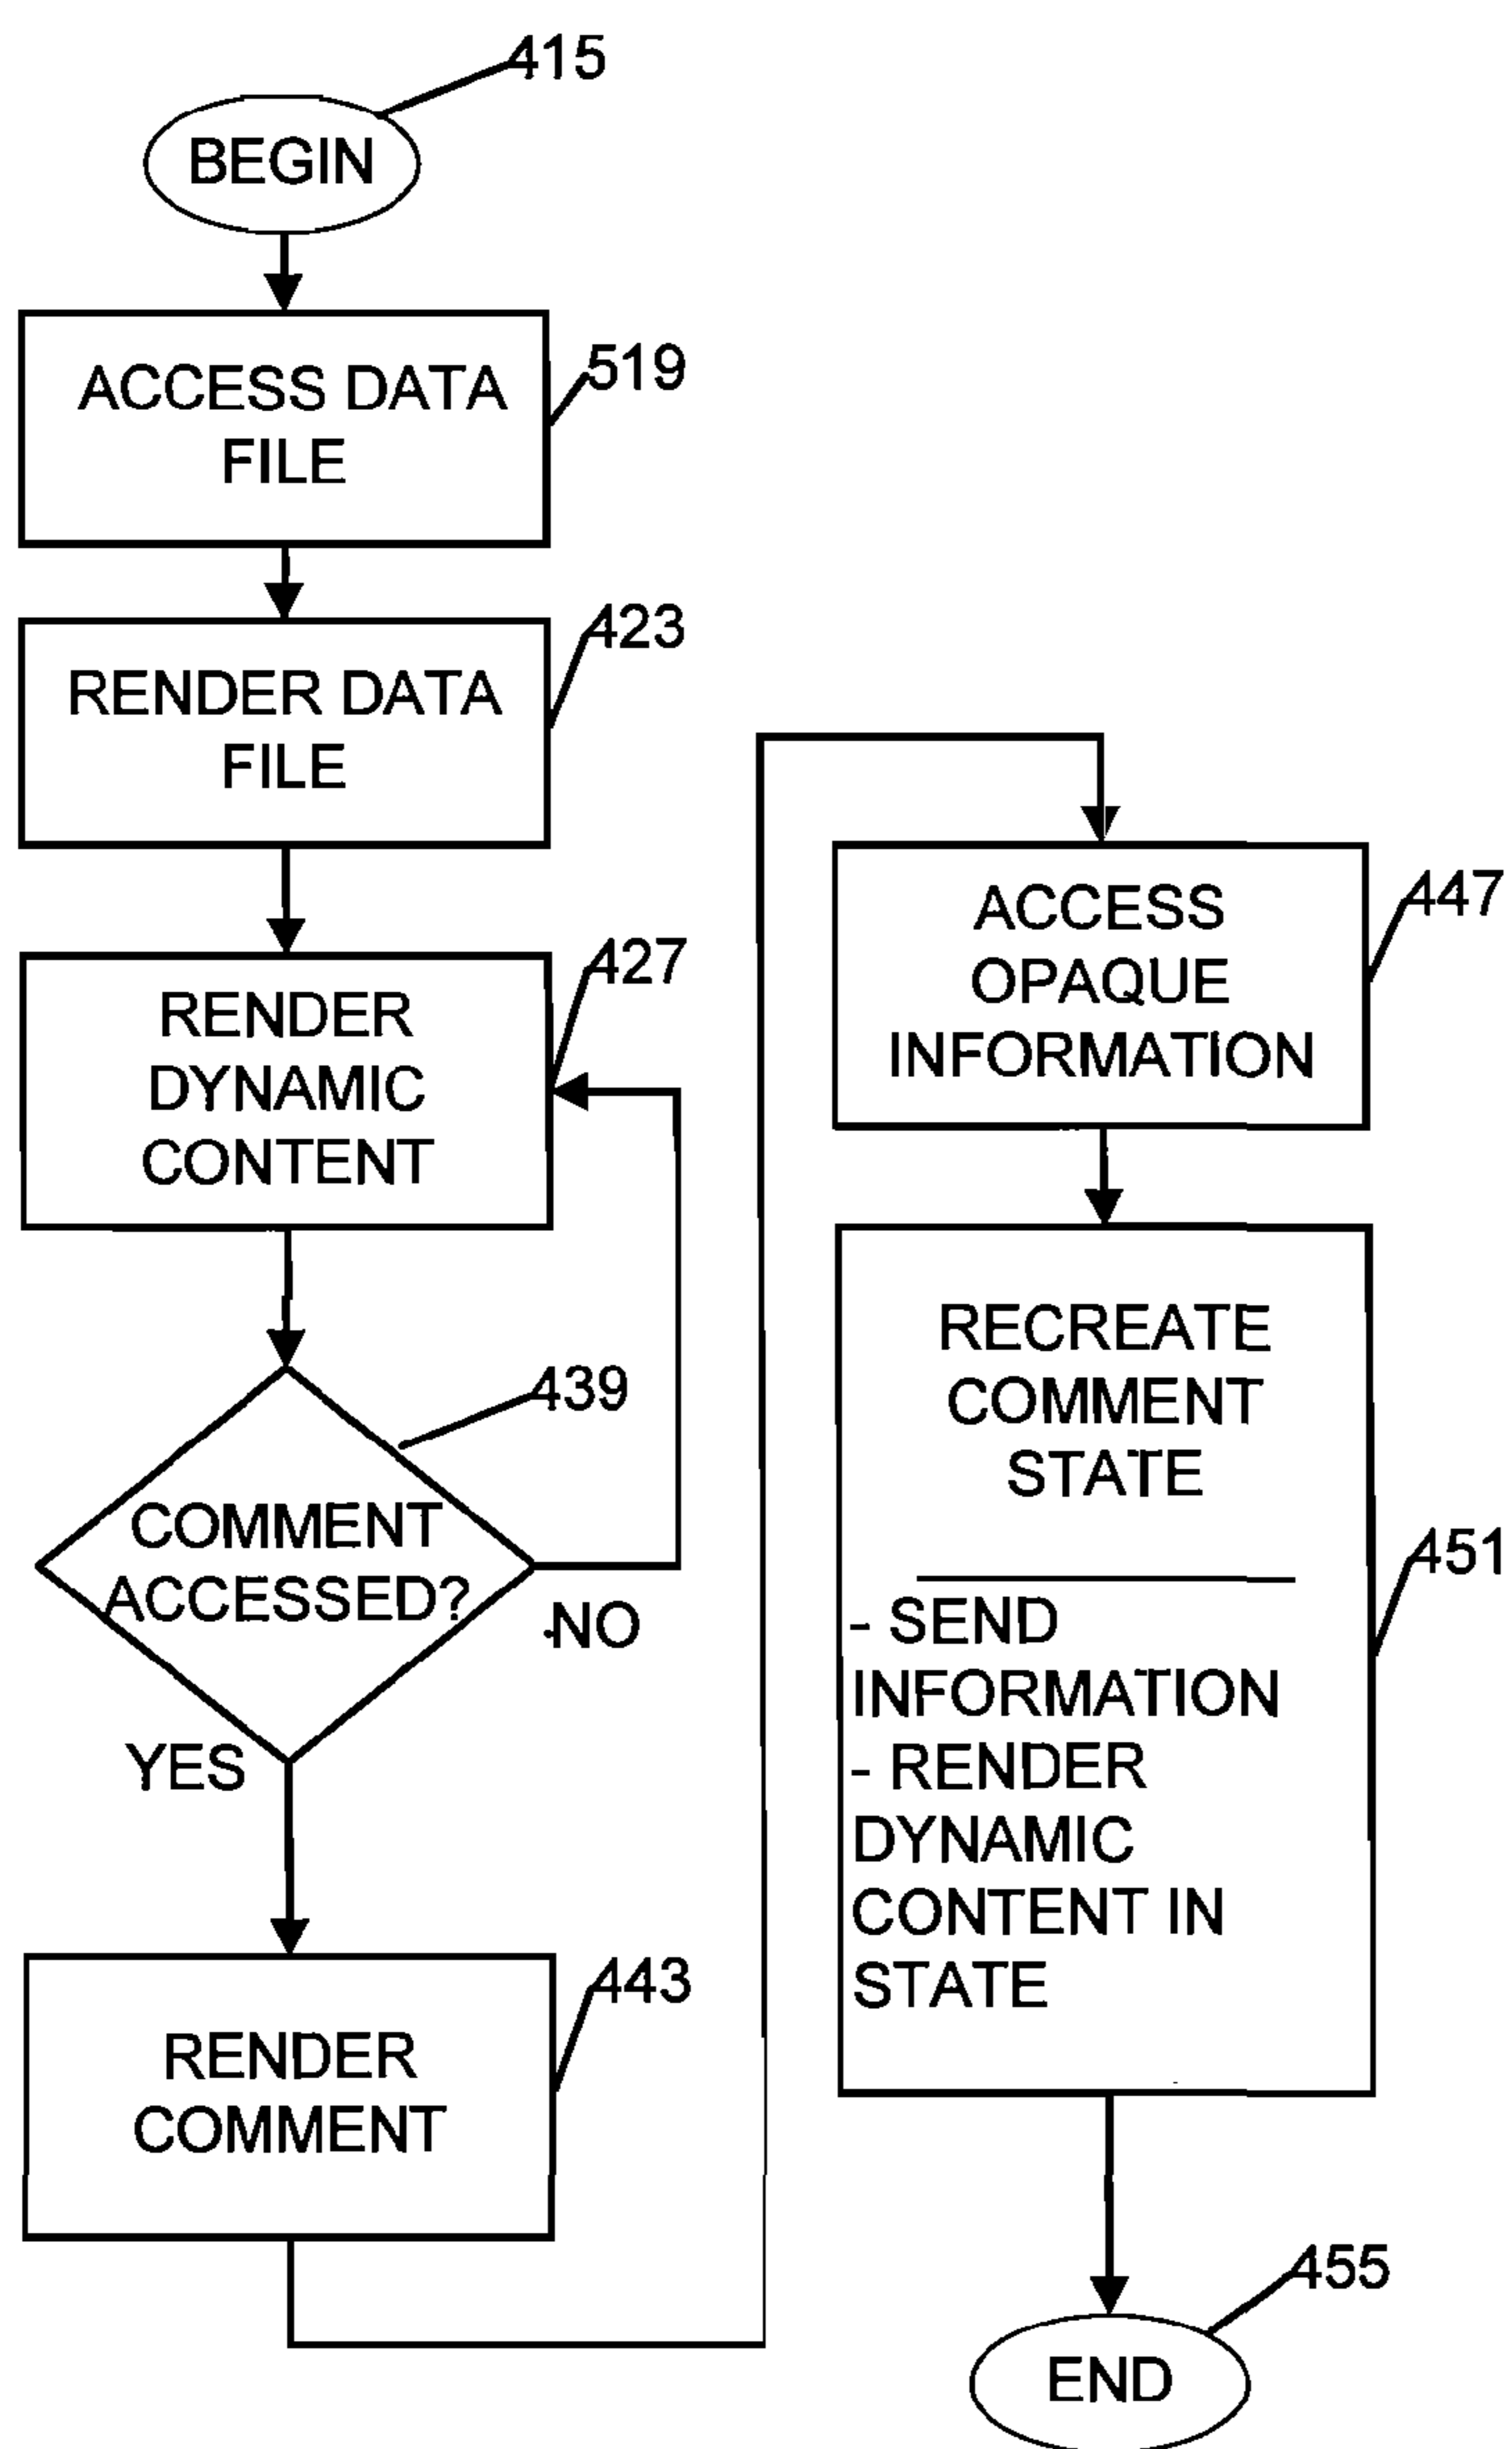 415
BEGIN
519
ACCESS DATA
FILE
423
RENDER DATA
FILE
427
RENDER
DYNAMIC
CONTENT
439
COMMENT
ACCESSED?
NO
YES
443
RENDER
COMMENT
447
ACCESS
OPAQUE
INFORMATION
RECREATE
COMMENT
STATE
451
- SEND
INFORMATION
- RENDER
DYNAMIC
CONTENT IN
STATE
455
END